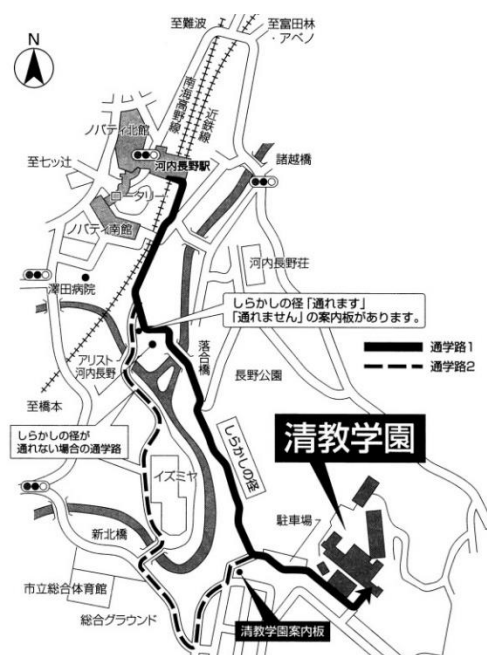 至難波
至富田林
・アベノ
N
南海高野線
近鉄線
ノバティ北館
河内長野駅
諸越橋
至七ッ辻
ロータリー
ノバティ南館
河内長野荘
澤田病院
しらかしの径「通れます」
「通れません」の案内板があります。
通学路1
通学路2
アリスト
河内長野
落合橋
長野公園
至橋本
しらかしの径が
通れない場合の通学路
しらかしの径
清教学園
イズミヤ
駐車場
新北橋
市立総合体育館
総合グラウンド
清教学園案内板